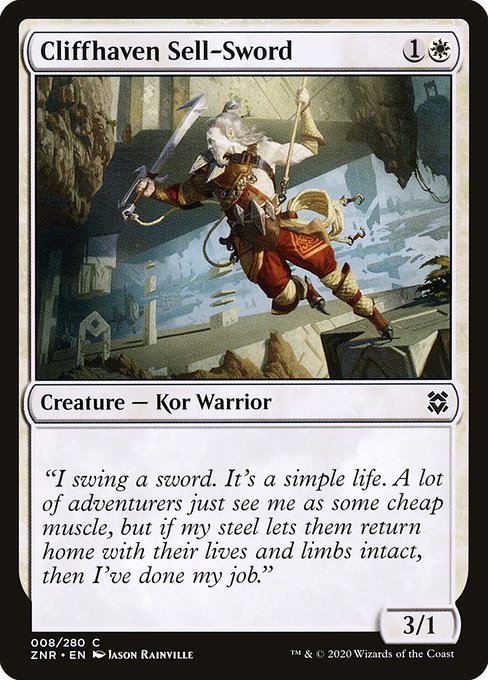 Cliffhaven Sell-Sword 1
Creature — Kor Warrior
“I swing a sword. It’s a simple life. A lot
of adventurers just see me as some cheap
muscle, but if my steel lets them return
home with their lives and limbs intact,
then I’ve done my job.”
3/1
008/280 C
ZNR • EN Jason Rainville ™ & © 2020 Wizards of the Coast